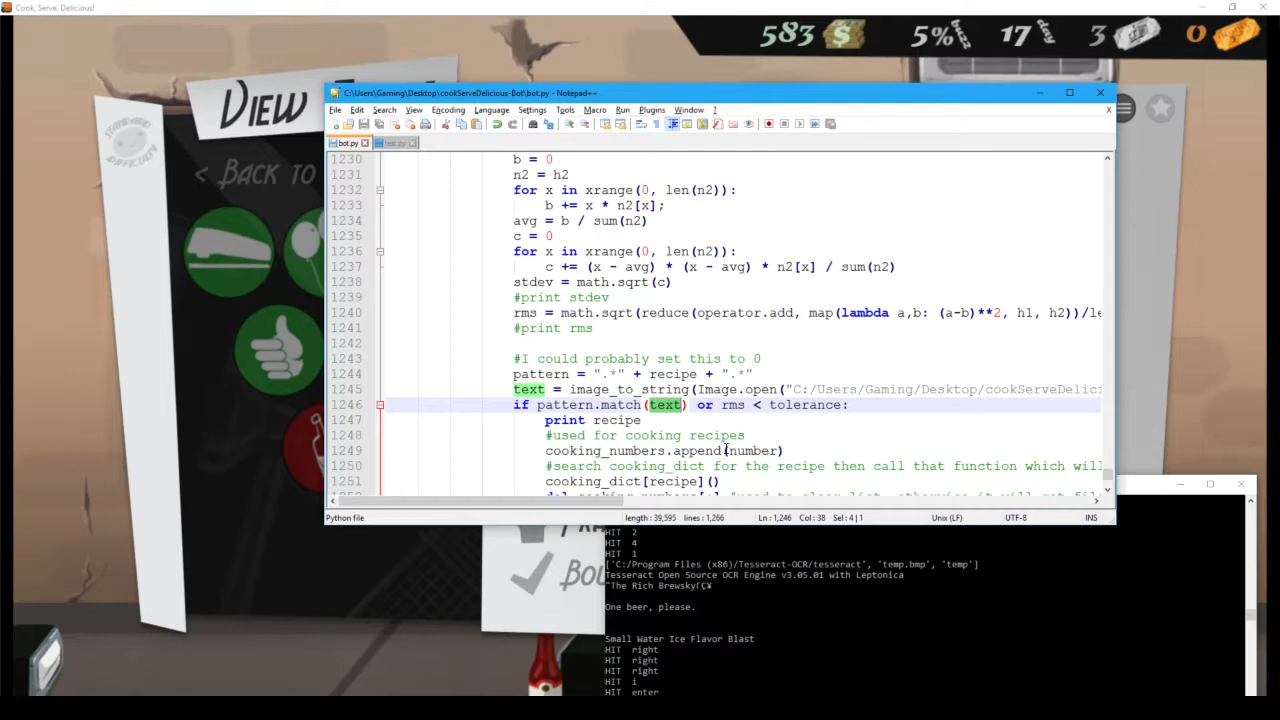 Cook, Serve, Delicious!
583 $ 5% buzz 17 day 3 0
VIEW
STANDARD DIFFICULTY
< BACK TO
C:\Users\Gaming\Desktop\cookServeDelicious-Bot\bot.py - Notepad++
File Edit Search View Encoding Language Settings Tools Macro Run Plugins Window ?
bot.py test.py
1230 b = 0
1231 n2 = h2
1232 for x in xrange(0, len(n2)):
1233 b += x * n2[x];
1234 avg = b / sum(n2)
1235 c = 0
1236 for x in xrange(0, len(n2)):
1237 c += (x - avg) * (x - avg) * n2[x] / sum(n2)
1238 stdev = math.sqrt(c)
1239 #print stdev
1240 rms = math.sqrt(reduce(operator.add, map(lambda a,b: (a-b)**2, h1, h2))/le
1241 #print rms
1242
1243 #I could probably set this to 0
1244 pattern = ".*" + recipe + ".*"
1245 text = image_to_string(Image.open("C:/Users/Gaming/Desktop/cookServeDelici
1246 if pattern.match(text) or rms < tolerance:
1247 print recipe
1248 #used for cooking recipes
1249 cooking_numbers.append(number)
1250 #search cooking_dict for the recipe then call that function which will
1251 cooking_dict[recipe]()
Python file length : 39,595 lines : 1,266 Ln : 1,246 Col : 38 Sel : 4 | 1 Unix (LF) UTF-8 INS
HIT 2
HIT 4
HIT 1
['C:/Program Files (x86)/Tesseract-OCR/tesseract', 'temp.bmp', 'temp']
Tesseract Open Source OCR Engine v3.05.01 with Leptonica
"The Rich BrewskyΓÇ¥
One beer, please.
Small Water Ice Flavor Blast
HIT right
HIT right
HIT right
HIT i
HIT enter